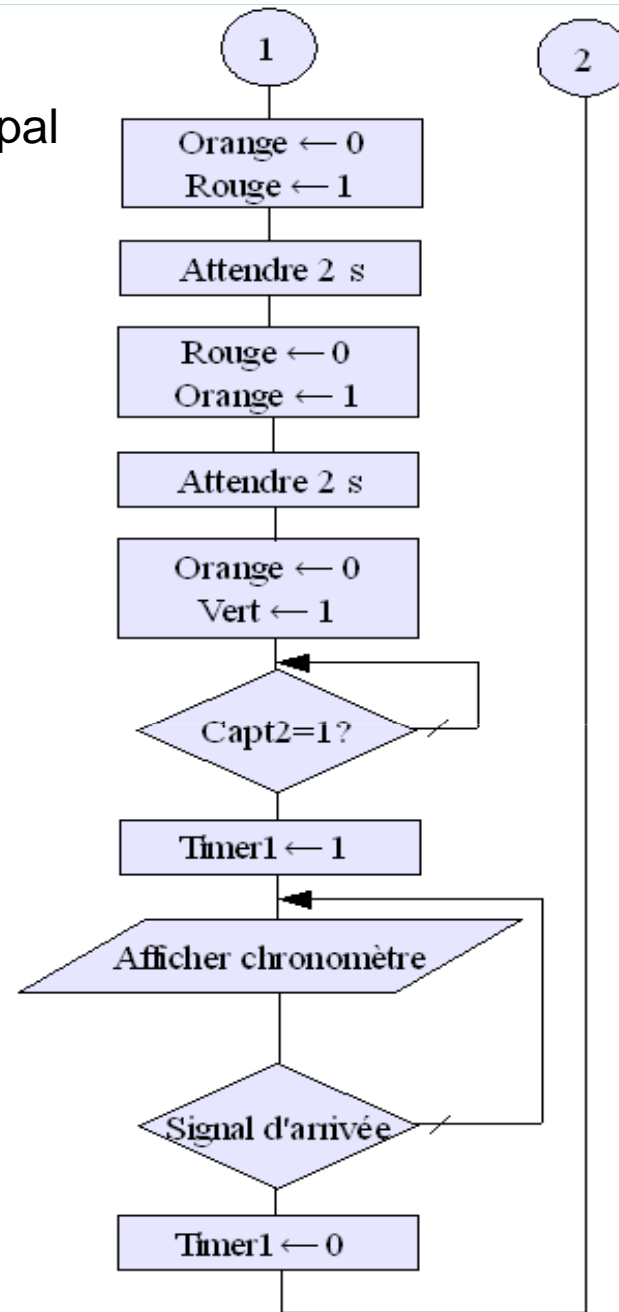 1
2
pal
Orange ← 0
Rouge ← 1
Attendre 2 s
Rouge ← 0
Orange ← 1
Attendre 2 s
Orange ← 0
Vert ← 1
Capt2=1?
Timer1 ← 1
Afficher chronomètre
Signal d'arrivée
Timer1 ← 0